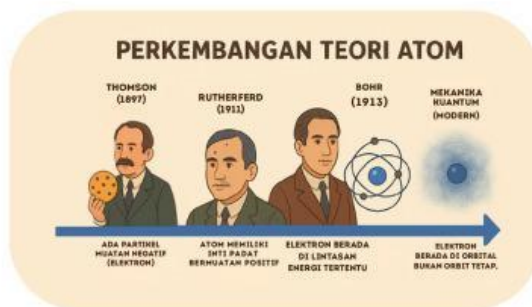 PERKEMBANGAN TEORI ATOM
THOMSON
(1897)
RUTHERFERD
(1911)
BOHR
(1913)
MEKANIKA
KUANTUM
(MODERN)
ADA PARTIKEL
MUATAN NEGATIF
(ELEKTRON)
ATOM MEMILIKI
INTI PADAT
BERMUATAN POSITIF
ELEKTRON BERADA
DI LINTASAN
ENERGI TERTENTU
ELEKTRON
BERADA DI ORBITAL
BUKAN ORBIT TETAP.